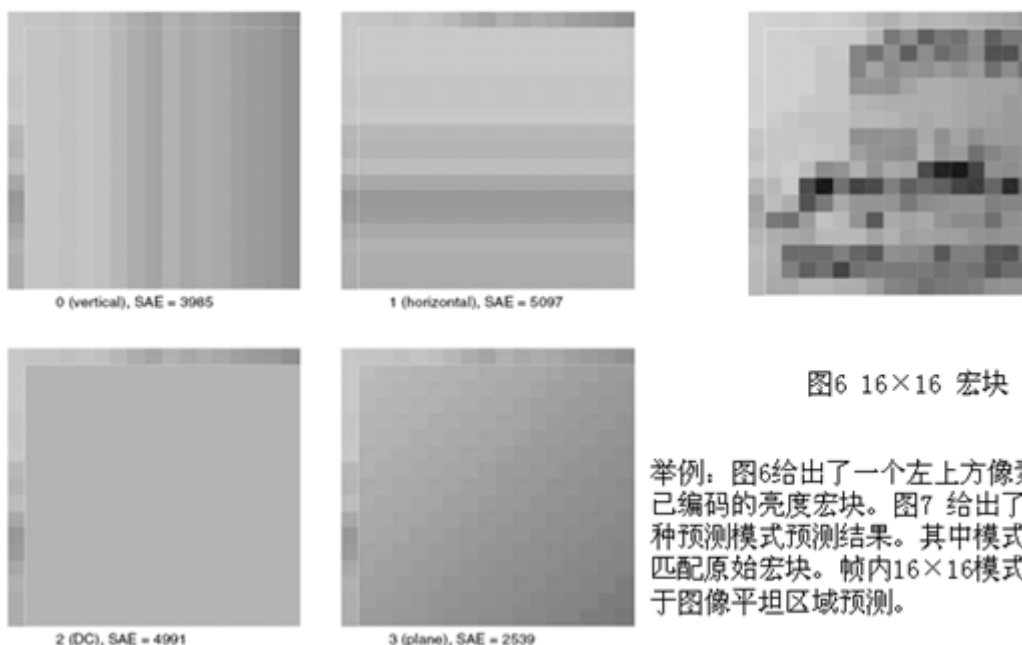 0 (vertical), SAE = 3985
1 (horizontal), SAE = 5097
2 (DC), SAE = 4991
3 (plane), SAE = 2539
图6 16×16 宏块
举例：图6给出了一个左上方像
已编码的亮度宏块。图7 给出了
种预测模式预测结果。其中模式
匹配原始宏块。帧内16×16模式
于图像平坦区域预测。